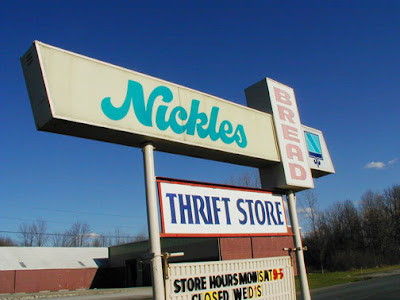 Nickles
BREAD
THRIFT STORE
STORE HOURS MON SAT 9-5
CLOSED WED'S